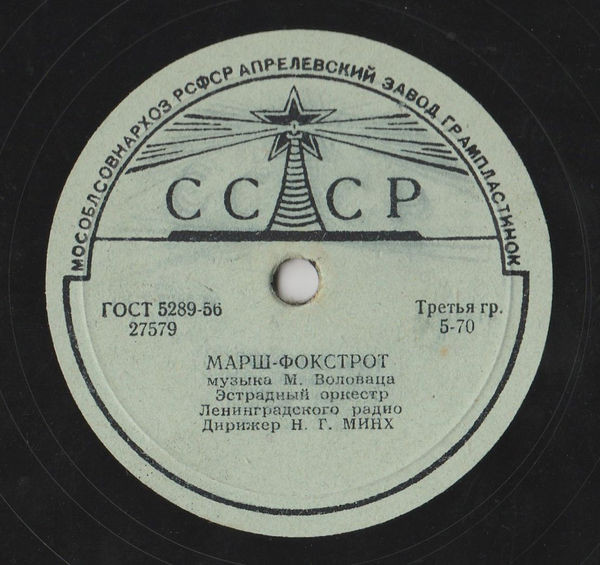 МОСОБЛСОВНАРХОЗ РСФСР АПРЕЛЕВСКИЙ ЗАВОД ГРАМПЛАСТИНОК
СССР
ГОСТ 5289-56
27579
Третья гр.
5-70
МАРШ-ФОКСТРОТ
музыка М. Воловаца
Эстрадный оркестр
Ленинградского радио
Дирижер Н. Г. МИНХ